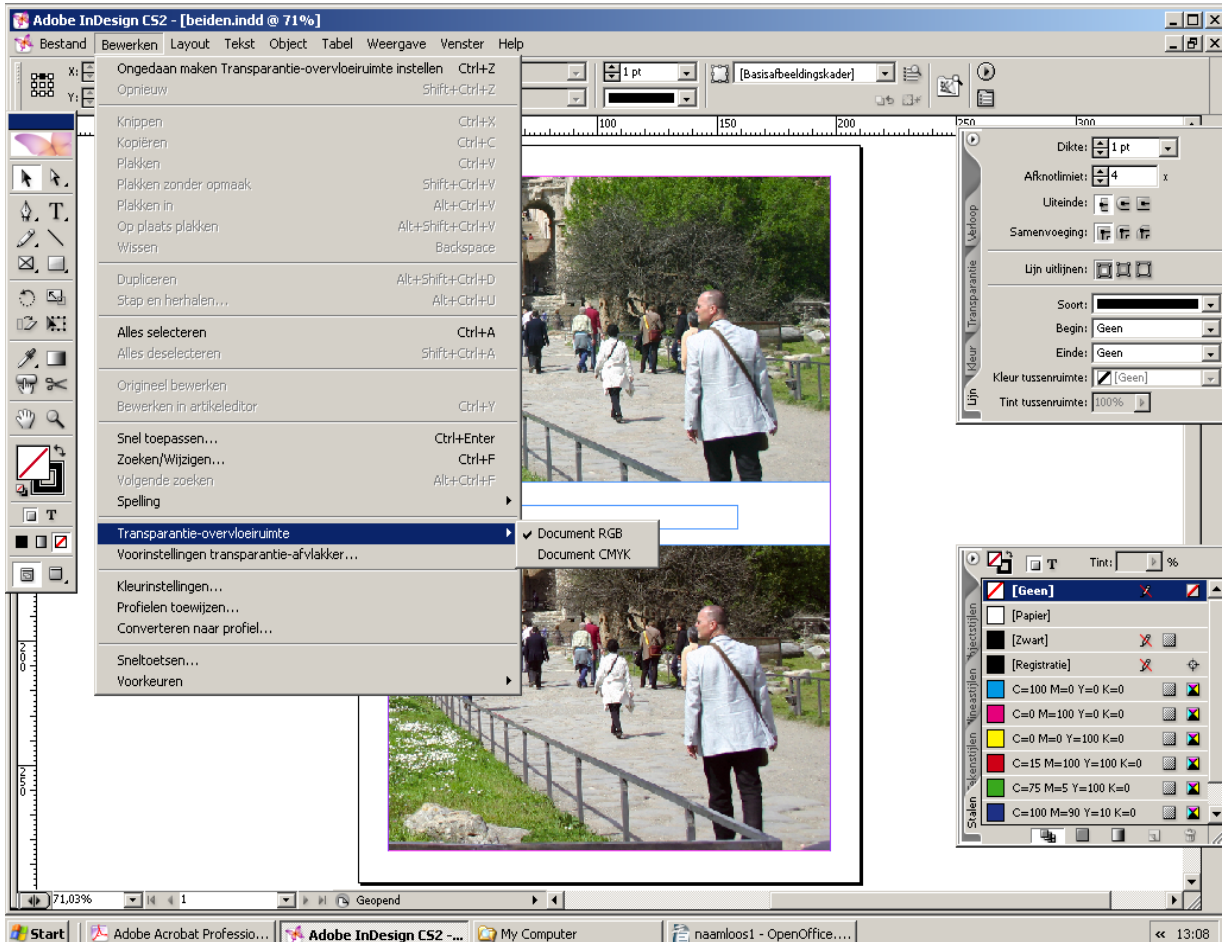 Adobe InDesign CS2 - [beiden.indd @ 71%]
Bestand Bewerken Layout Tekst Object Tabel Weergave Venster Help
X:
Y:
1 pt
[Basisafbeeldingskader]
Ongedaan maken Transparantie-overvloeiruimte instellen Ctrl+Z
Opnieuw Shift+Ctrl+Z
Knippen Ctrl+X
Kopiëren Ctrl+C
Plakken Ctrl+V
Plakken zonder opmaak Shift+Ctrl+V
Plakken in Alt+Ctrl+V
Op plaats plakken Alt+Shift+Ctrl+V
Wissen Backspace
Dupliceren Alt+Shift+Ctrl+D
Stap en herhalen... Alt+Ctrl+U
Alles selecteren Ctrl+A
Alles deselecteren Shift+Ctrl+A
Origineel bewerken
Bewerken in artikeleditor Ctrl+Y
Snel toepassen... Ctrl+Enter
Zoeken/Wijzigen... Ctrl+F
Volgende zoeken Alt+Ctrl+F
Spelling
Transparantie-overvloeiruimte
Document RGB
Document CMYK
Voorinstellingen transparantie-afvlakker...
Kleurinstellingen...
Profielen toewijzen...
Converteren naar profiel...
Sneltoetsen...
Voorkeuren
100 150 200 250 300
200
250
Verloop
Transparantie
Kleur
Lijn
Dikte: 1 pt
Afknotlimiet: 4 x
Uiteinde:
Samenvoeging:
Lijn uitlijnen:
Soort:
Begin: Geen
Einde: Geen
Kleur tussenruimte: [Geen]
Tint tussenruimte: 100%
T Tint: %
Stalen
[Geen]
[Papier]
[Zwart]
[Registratie]
C=100 M=0 Y=0 K=0
C=0 M=100 Y=0 K=0
C=0 M=0 Y=100 K=0
C=15 M=100 Y=100 K=0
C=75 M=5 Y=100 K=0
C=100 M=90 Y=10 K=0
71,03% 1 Geopend
Start Adobe Acrobat Professio... Adobe InDesign CS2 -... My Computer naamloos1 - OpenOffice.... 13:08